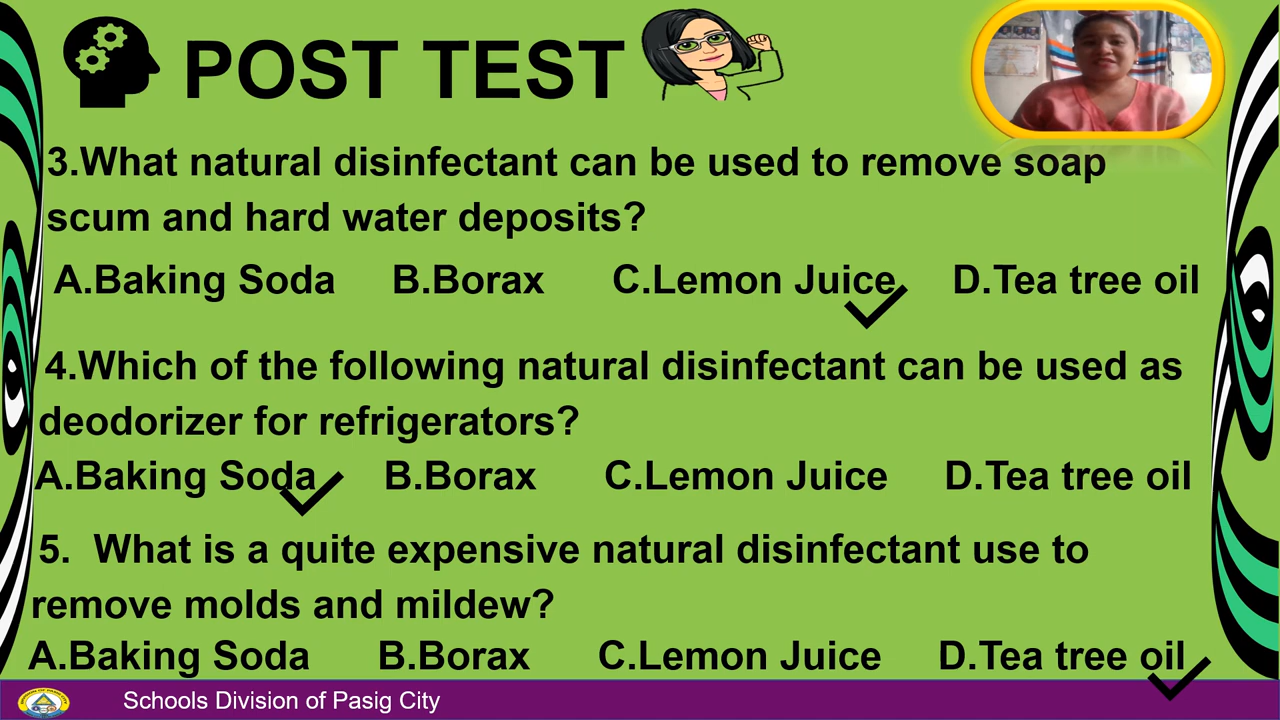 POST TEST
3.What natural disinfectant can be used to remove soap
scum and hard water deposits?
A.Baking Soda B.Borax C.Lemon Juice D.Tea tree oil
4.Which of the following natural disinfectant can be used as
deodorizer for refrigerators?
A.Baking Soda B.Borax C.Lemon Juice D.Tea tree oil
5. What is a quite expensive natural disinfectant use to
remove molds and mildew?
A.Baking Soda B.Borax C.Lemon Juice D.Tea tree oil
Schools Division of Pasig City